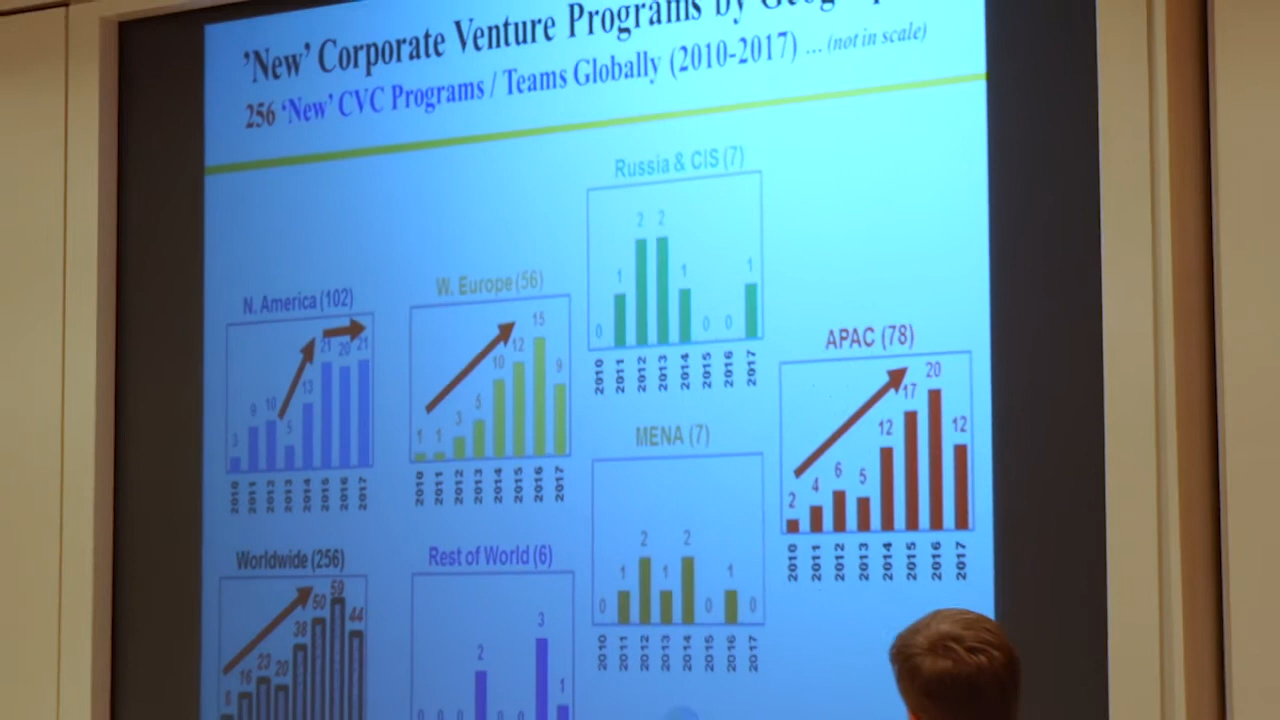 'New' Corporate Venture Programs by
256 'New' CVC Programs / Teams Globally (2010-2017) ... (not in scale)
Russia & CIS (7)
0 1 2 2 1 0 0 1
2010 2011 2012 2013 2014 2015 2016 2017
N. America (102)
3 9 10 5 13 21 20 21
2010 2011 2012 2013 2014 2015 2016 2017
W. Europe (56)
1 1 3 5 10 12 15 9
2010 2011 2012 2013 2014 2015 2016 2017
APAC (78)
2 4 6 5 12 17 20 12
2010 2011 2012 2013 2014 2015 2016 2017
MENA (7)
0 1 2 1 2 0 1 0
2010 2011 2012 2013 2014 2015 2016 2017
Worldwide (256)
16 23 20 38 50 59 44
Rest of World (6)
0 0 0 2 0 0 3 1